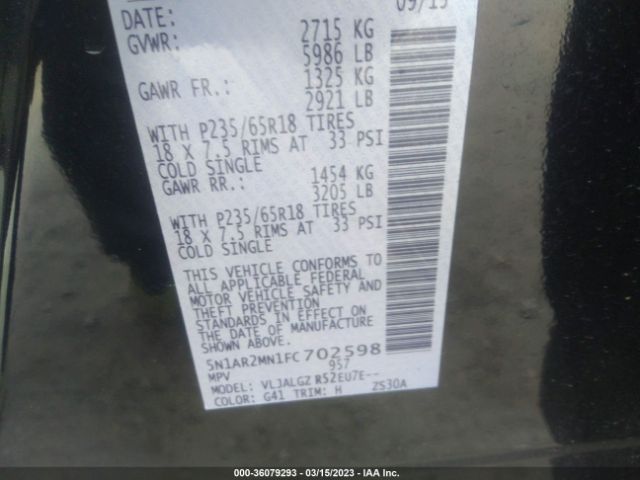 DATE: 09/15
GVWR: 2715 KG
5986 LB
GAWR FR.: 1325 KG
2921 LB
WITH P235/65R18 TIRES
18 X 7.5 RIMS AT 33 PSI
COLD SINGLE
GAWR RR.: 1454 KG
3205 LB
WITH P235/65R18 TIRES
18 X 7.5 RIMS AT 33 PSI
COLD SINGLE
THIS VEHICLE CONFORMS TO
ALL APPLICABLE FEDERAL
MOTOR VEHICLE SAFETY AND
THEFT PREVENTION
STANDARDS IN EFFECT ON
THE DATE OF MANUFACTURE
SHOWN ABOVE.
5N1AR2MN1FC702598
MPV 957
MODEL: VLJALGZ R52EU7E--
COLOR: G41 TRIM: H ZS30A
000-36079293 - 03/15/2023 - IAA Inc.